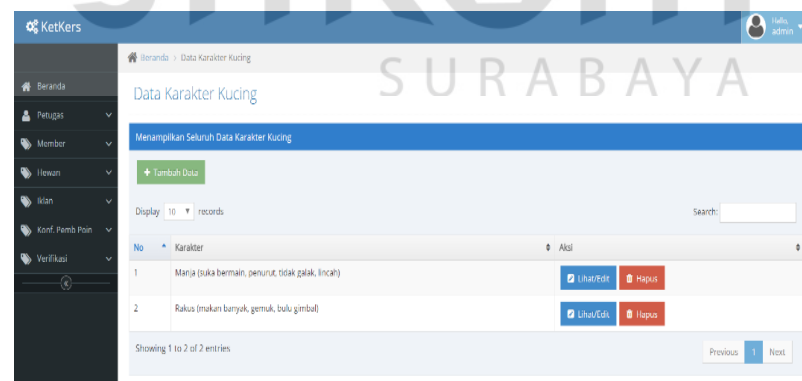 SURABAYA
KetKers
Hallo,
admin
Beranda > Data Karakter Kucing
Data Karakter Kucing
Beranda
Petugas
Member
Hewan
Iklan
Konf. Pemb Poin
Verifikasi
Menampilkan Seluruh Data Karakter Kucing
+ Tambah Data
Display 10 records
Search:
No Karakter Aksi
1 Manja (suka bermain, penurut, tidak galak, lincah) Lihat/Edit Hapus
2 Rakus (makan banyak, gemuk, bulu gimbal) Lihat/Edit Hapus
Showing 1 to 2 of 2 entries
Previous 1 Next